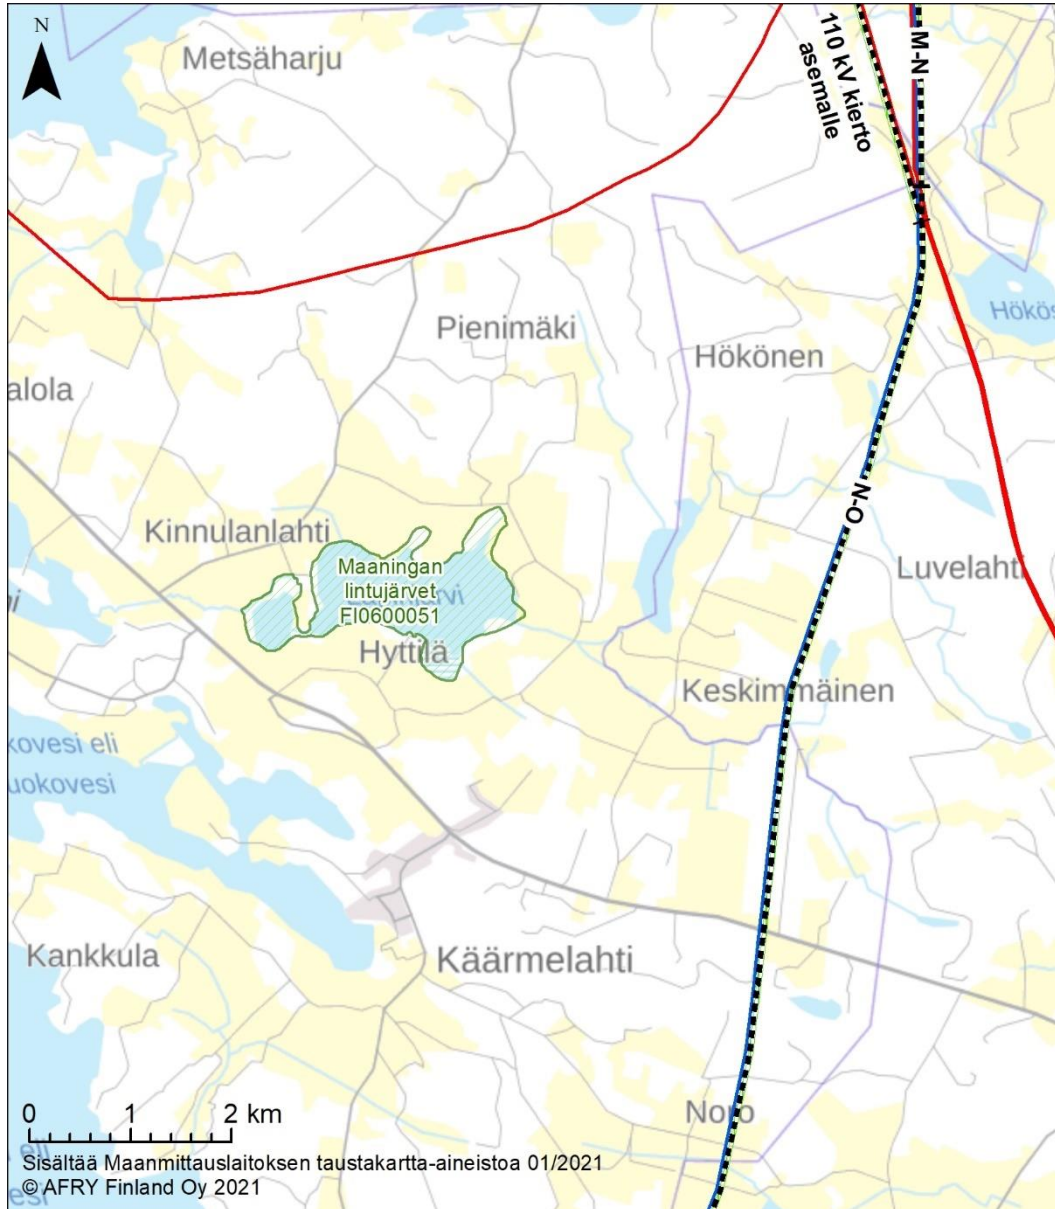 N
Metsäharju
110 kV kierto
asemalle
M-N
Pienimäki
Hökönen
Hökös
alola
N-O
Kinnulanlahti
Maaningan
lintujärvet
FI0600051
Luvelahti
Hyttilä
Keskimmäinen
kovesi eli
uokovesi
Kankkula
Käärmelahti
Noro
0 1 2 km
Sisältää Maanmittauslaitoksen taustakartta-aineistoa 01/2021
© AFRY Finland Oy 2021